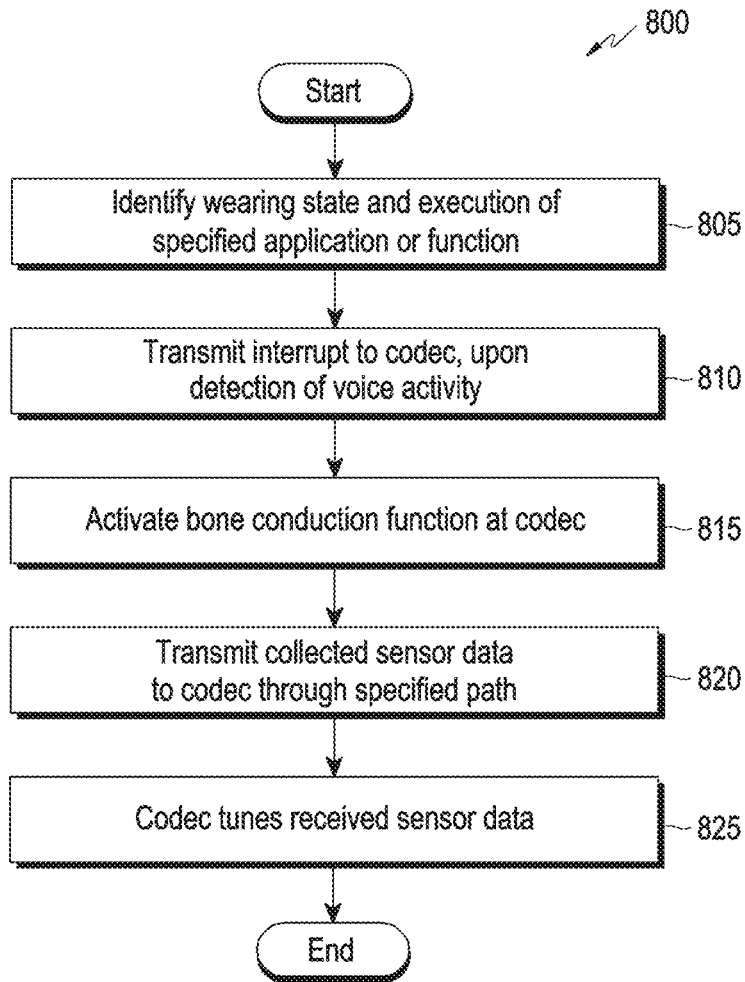 800
Start
Identify wearing state and execution of
specified application or function
805
Transmit interrupt to codec, upon
detection of voice activity
810
Activate bone conduction function at codec
815
Transmit collected sensor data
to codec through specified path
820
Codec tunes received sensor data
825
End